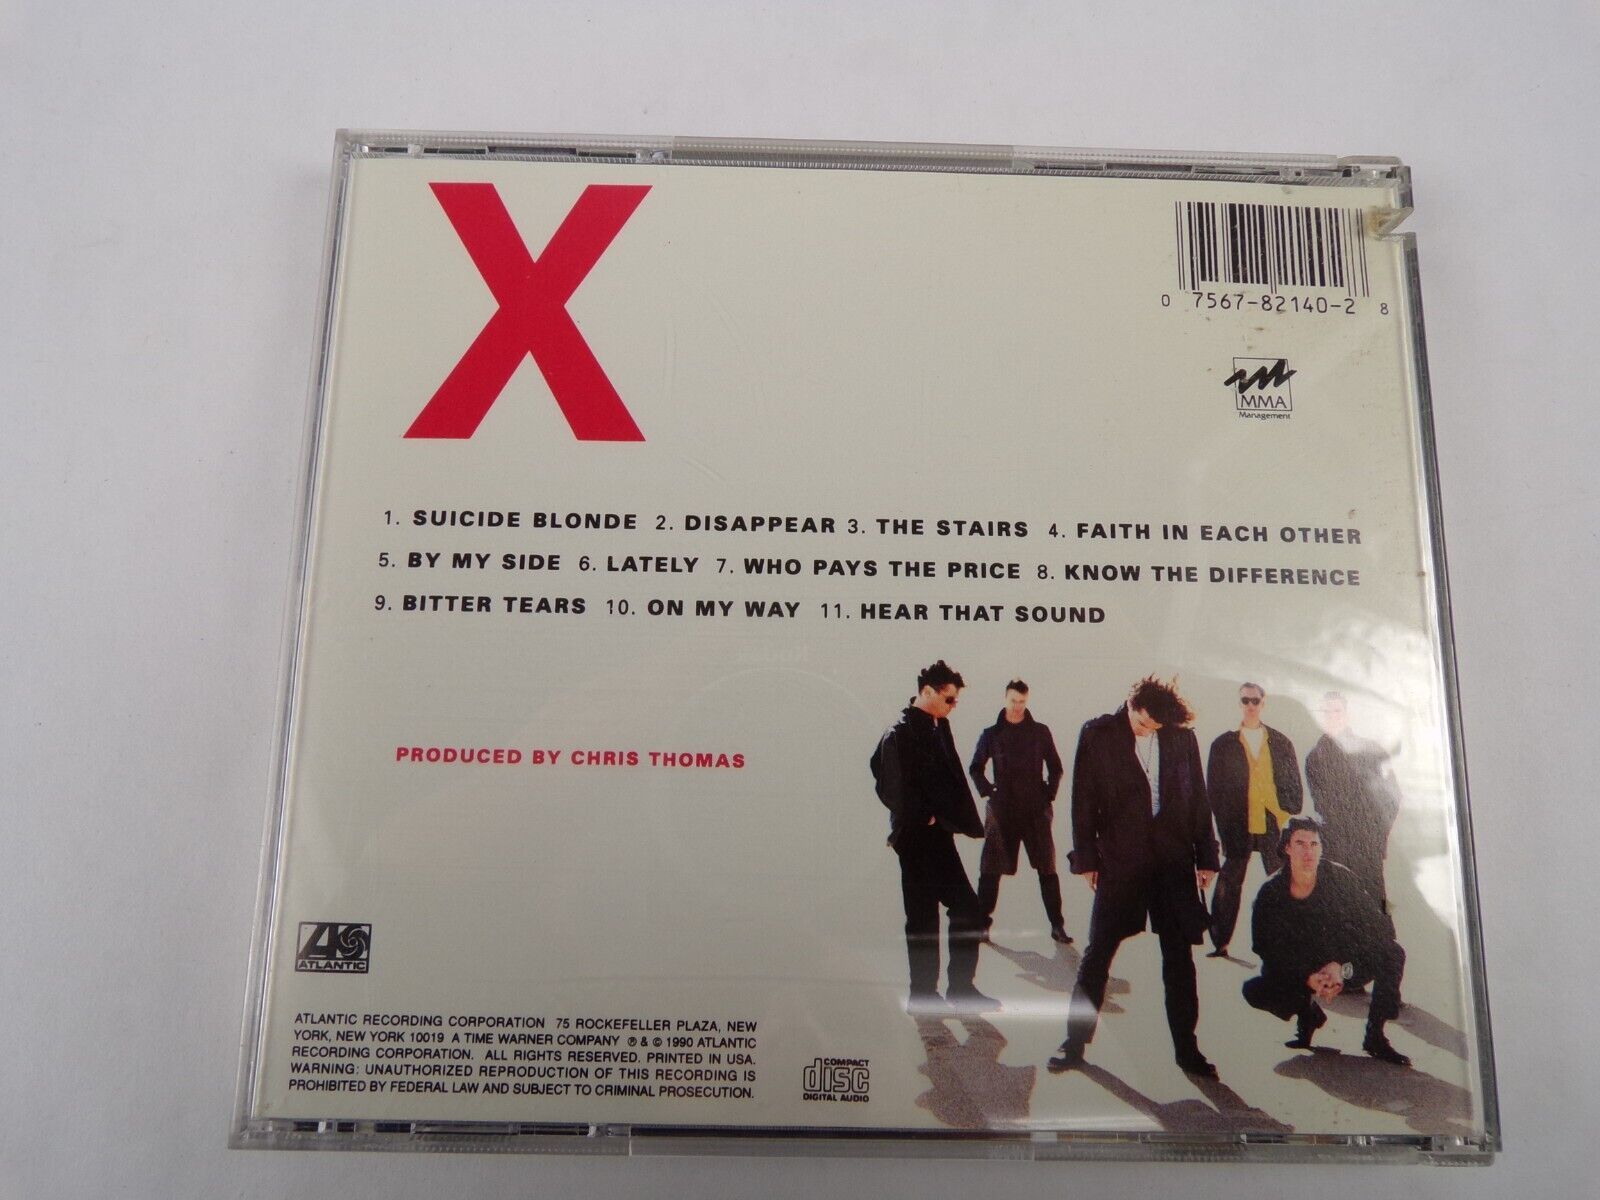 X
0 7567-82140-2 8
MMA
Management
1. SUICIDE BLONDE 2. DISAPPEAR 3. THE STAIRS 4. FAITH IN EACH OTHER
5. BY MY SIDE 6. LATELY 7. WHO PAYS THE PRICE 8. KNOW THE DIFFERENCE
9. BITTER TEARS 10. ON MY WAY 11. HEAR THAT SOUND
PRODUCED BY CHRIS THOMAS
ATLANTIC
ATLANTIC RECORDING CORPORATION 75 ROCKEFELLER PLAZA, NEW
YORK, NEW YORK 10019 A TIME WARNER COMPANY ℗ & © 1990 ATLANTIC
RECORDING CORPORATION. ALL RIGHTS RESERVED. PRINTED IN USA.
WARNING: UNAUTHORIZED REPRODUCTION OF THIS RECORDING IS
PROHIBITED BY FEDERAL LAW AND SUBJECT TO CRIMINAL PROSECUTION.
COMPACT
disc
DIGITAL AUDIO